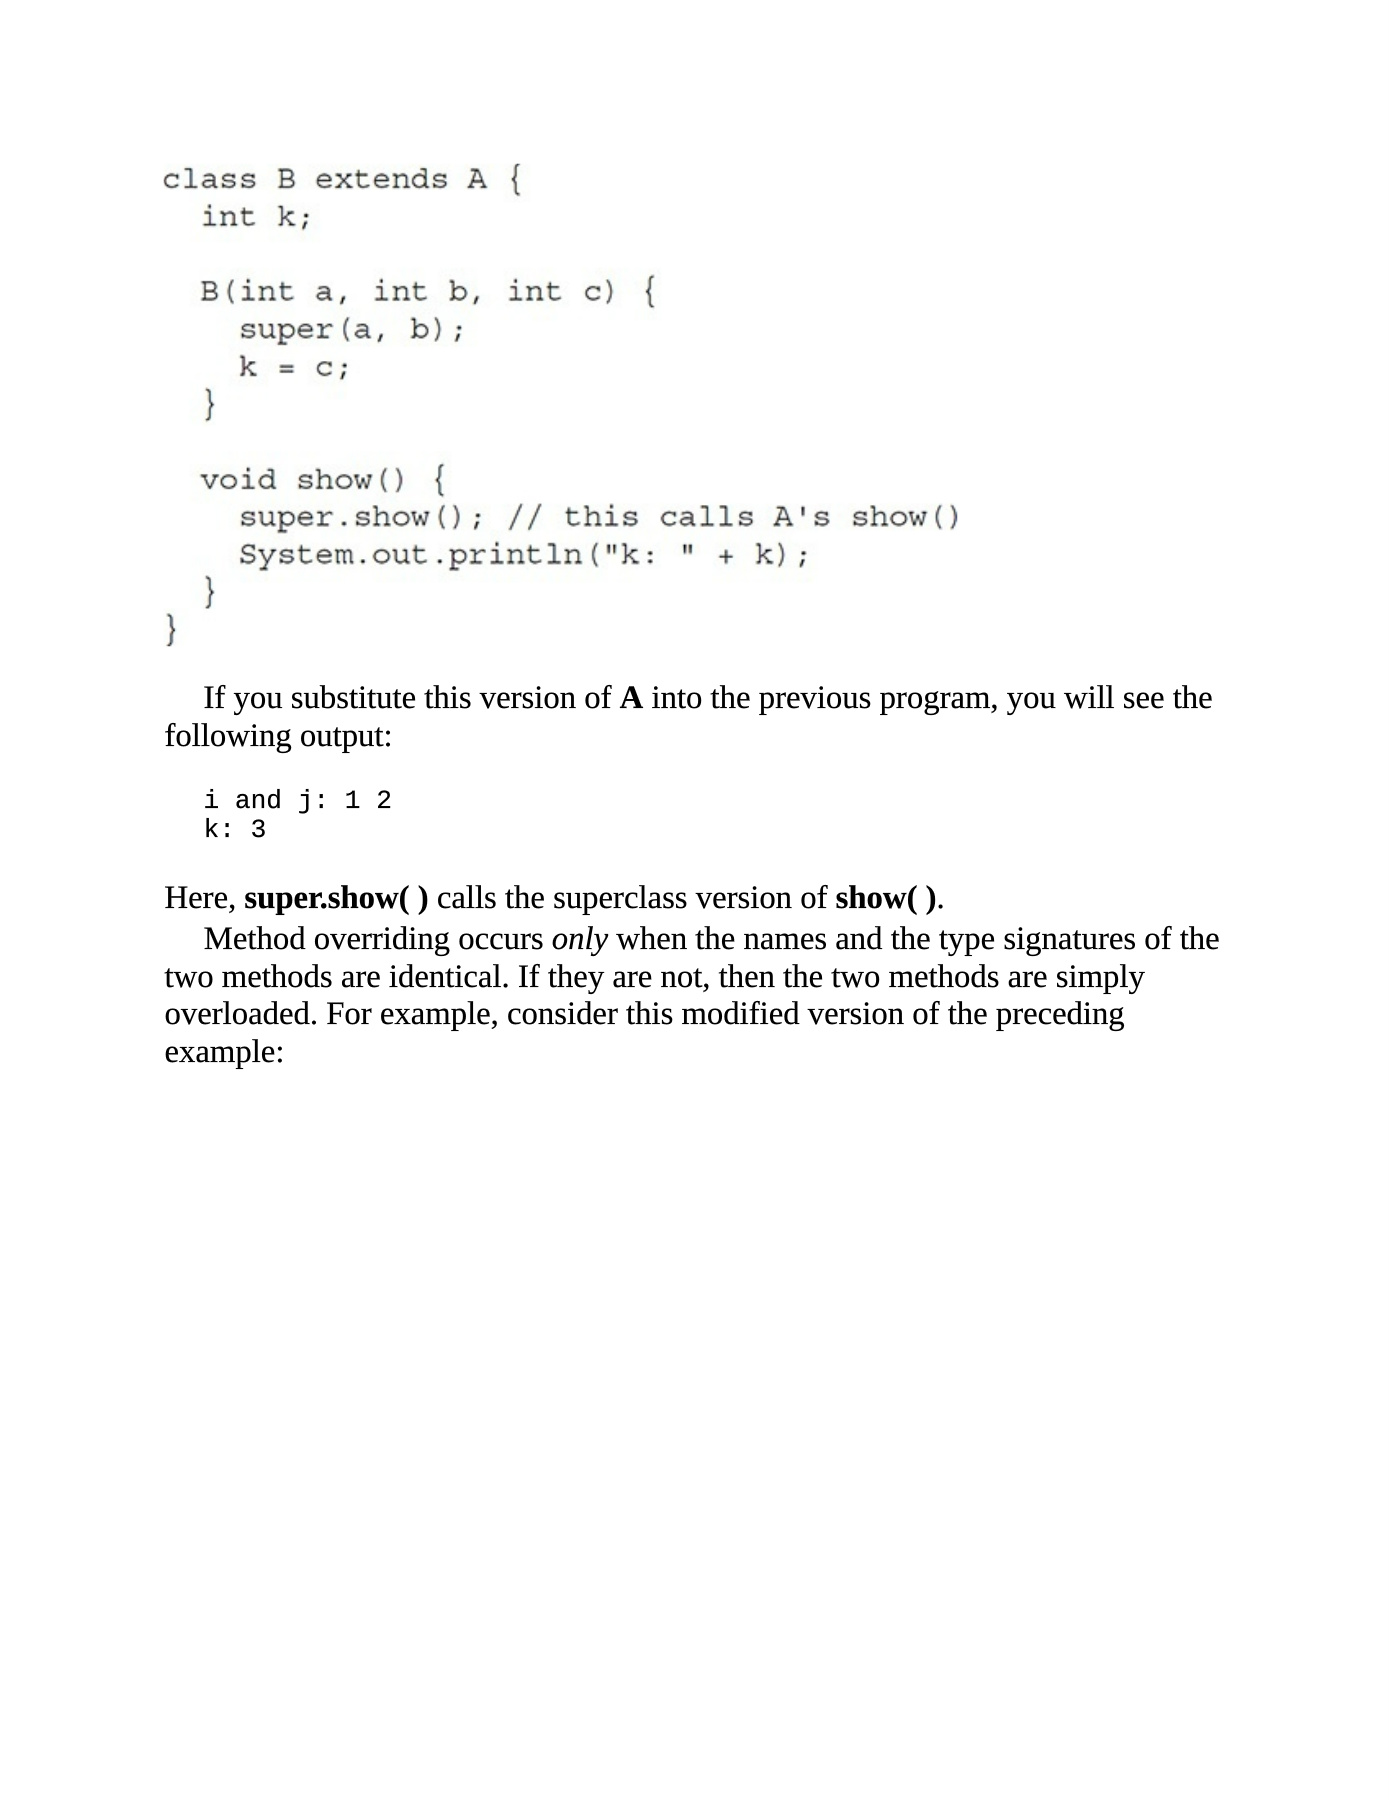 class B extends A {
  int k;

  B(int a, int b, int c) {
    super(a, b);
    k = c;
  }

  void show() {
    super.show(); // this calls A's show()
    System.out.println("k: " + k);
  }
}
If you substitute this version of A into the previous program, you will see the
following output:
i and j: 1 2
k: 3
Here, super.show( ) calls the superclass version of show( ).
Method overriding occurs only when the names and the type signatures of the
two methods are identical. If they are not, then the two methods are simply
overloaded. For example, consider this modified version of the preceding
example: